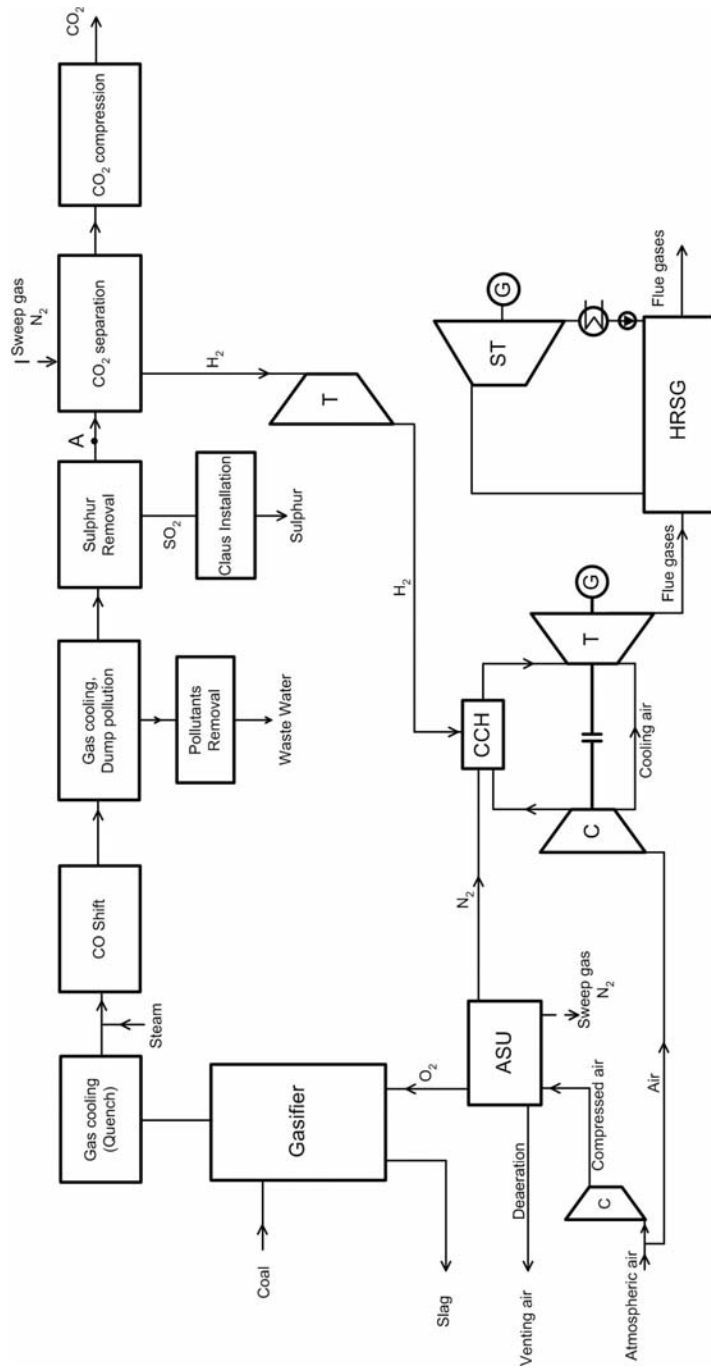 Gas cooling
(Quench)
Steam
CO Shift
Gas cooling,
Dump pollution
Pollutants
Removal
Waste Water
Sulphur
Removal
SO₂
Claus Installation
Sulphur
A
Sweep gas
N₂
CO₂ separation
CO₂ compression
CO₂
H₂
T
H₂
Coal
Gasifier
Slag
O₂
Deaeration
Venting air
ASU
N₂
Sweep gas
N₂
Compressed air
C
Atmospheric air
Air
CCH
C
T
G
Cooling air
Flue gases
ST
G
HRSG
Flue gases